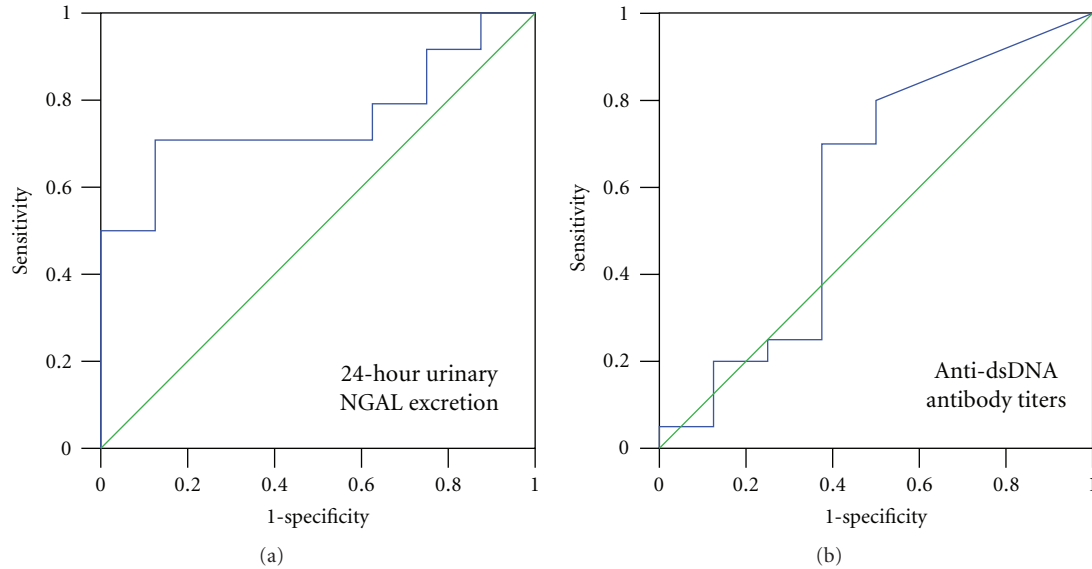 1
0.8
0.6
0.4
0.2
0
Sensitivity
0 0.2 0.4 0.6 0.8 1
1-specificity
24-hour urinary
NGAL excretion
(a)
1
0.8
0.6
0.4
0.2
0
Sensitivity
0 0.2 0.4 0.6 0.8 1
1-specificity
Anti-dsDNA
antibody titers
(b)